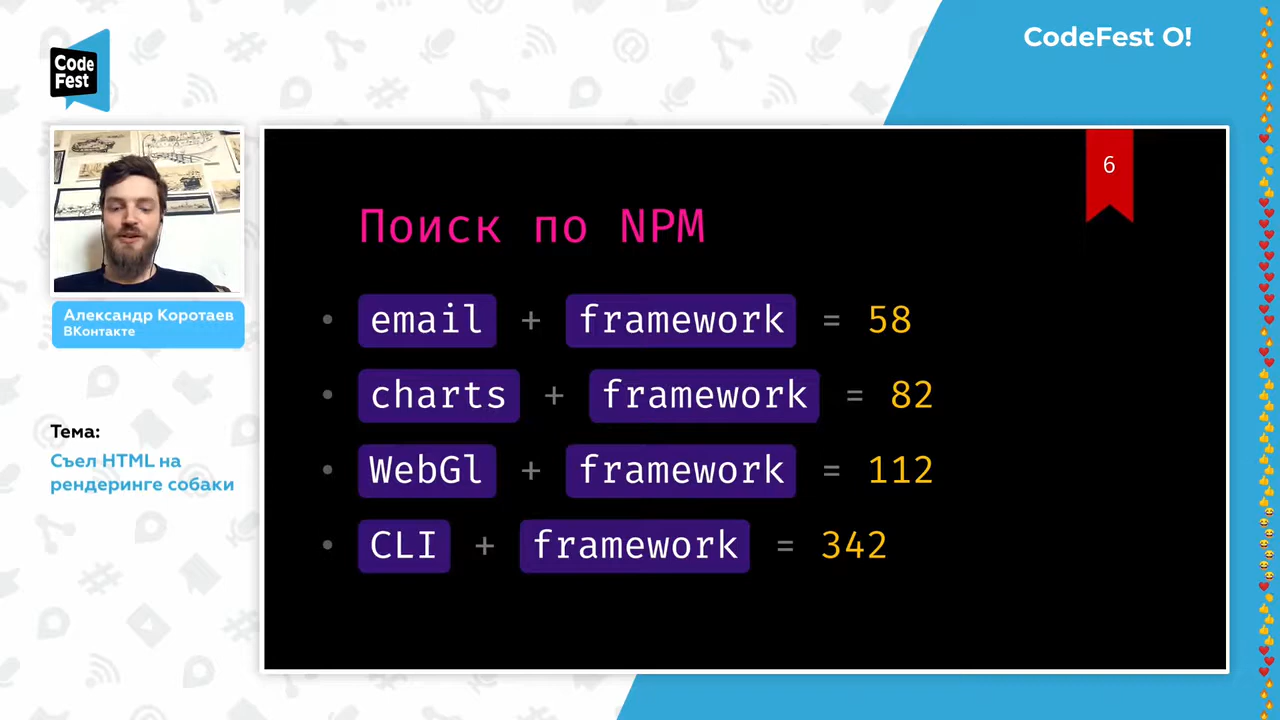 Code
Fest
CodeFest O!
Александр Коротаев
ВКонтакте
Тема:
Съел HTML на
рендеринге собаки
6
Поиск по NPM
• email + framework = 58
• charts + framework = 82
• WebGl + framework = 112
• CLI + framework = 342